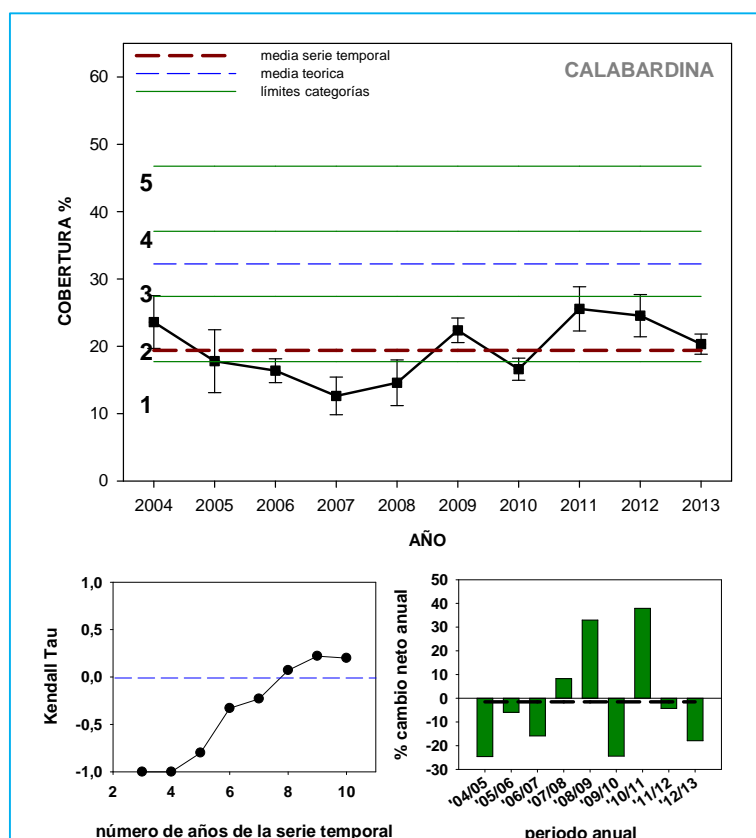 media serie temporal
media teorica
límites categorías
CALABARDINA
COBERTURA %
60
50
40
30
20
10
0
5
4
3
2
1
2004 2005 2006 2007 2008 2009 2010 2011 2012 2013
AÑO
Kendall Tau
1,0
0,5
0,0
-0,5
-1,0
2 4 6 8 10
número de años de la serie temporal
% cambio neto anual
50
40
30
20
10
0
-10
-20
-30
'04/05 '05/06 '06/07 '07/08 '08/09 '09/10 '10/11 '11/12 '12/13
periodo anual